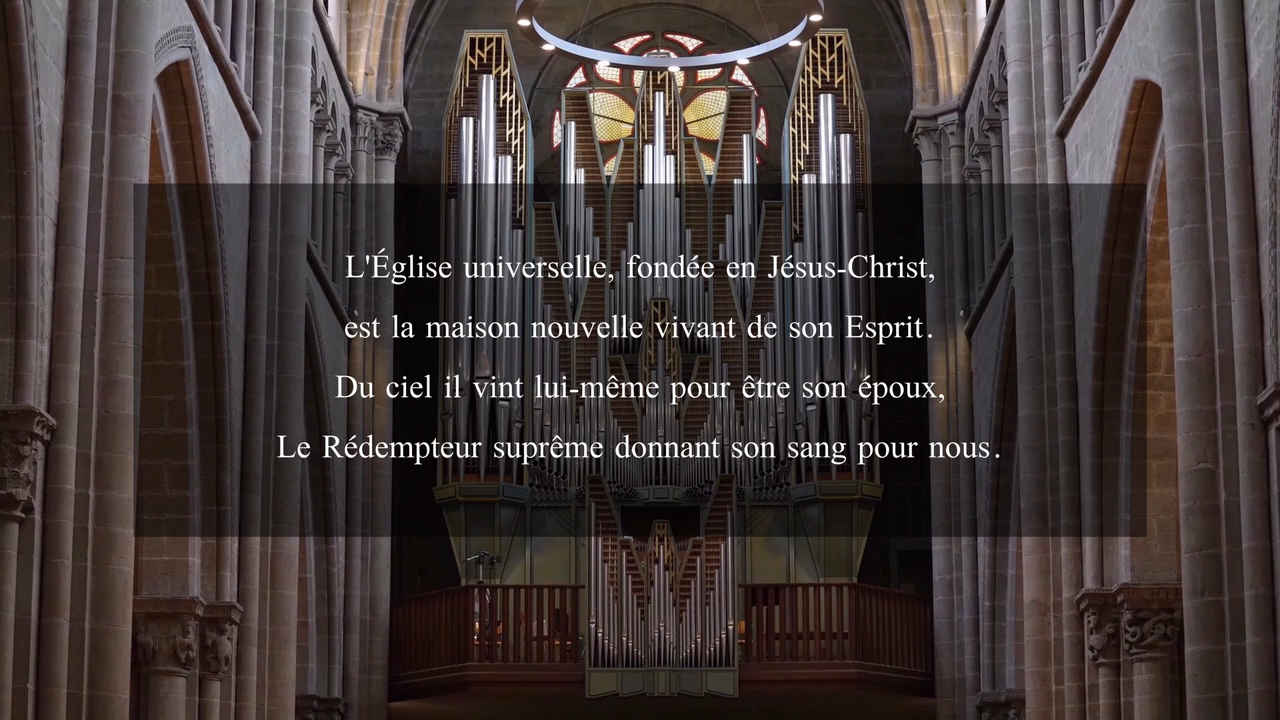 L'Église universelle, fondée en Jésus-Christ,
est la maison nouvelle vivant de son Esprit.
Du ciel il vint lui-même pour être son époux,
Le Rédempteur suprême donnant son sang pour nous.